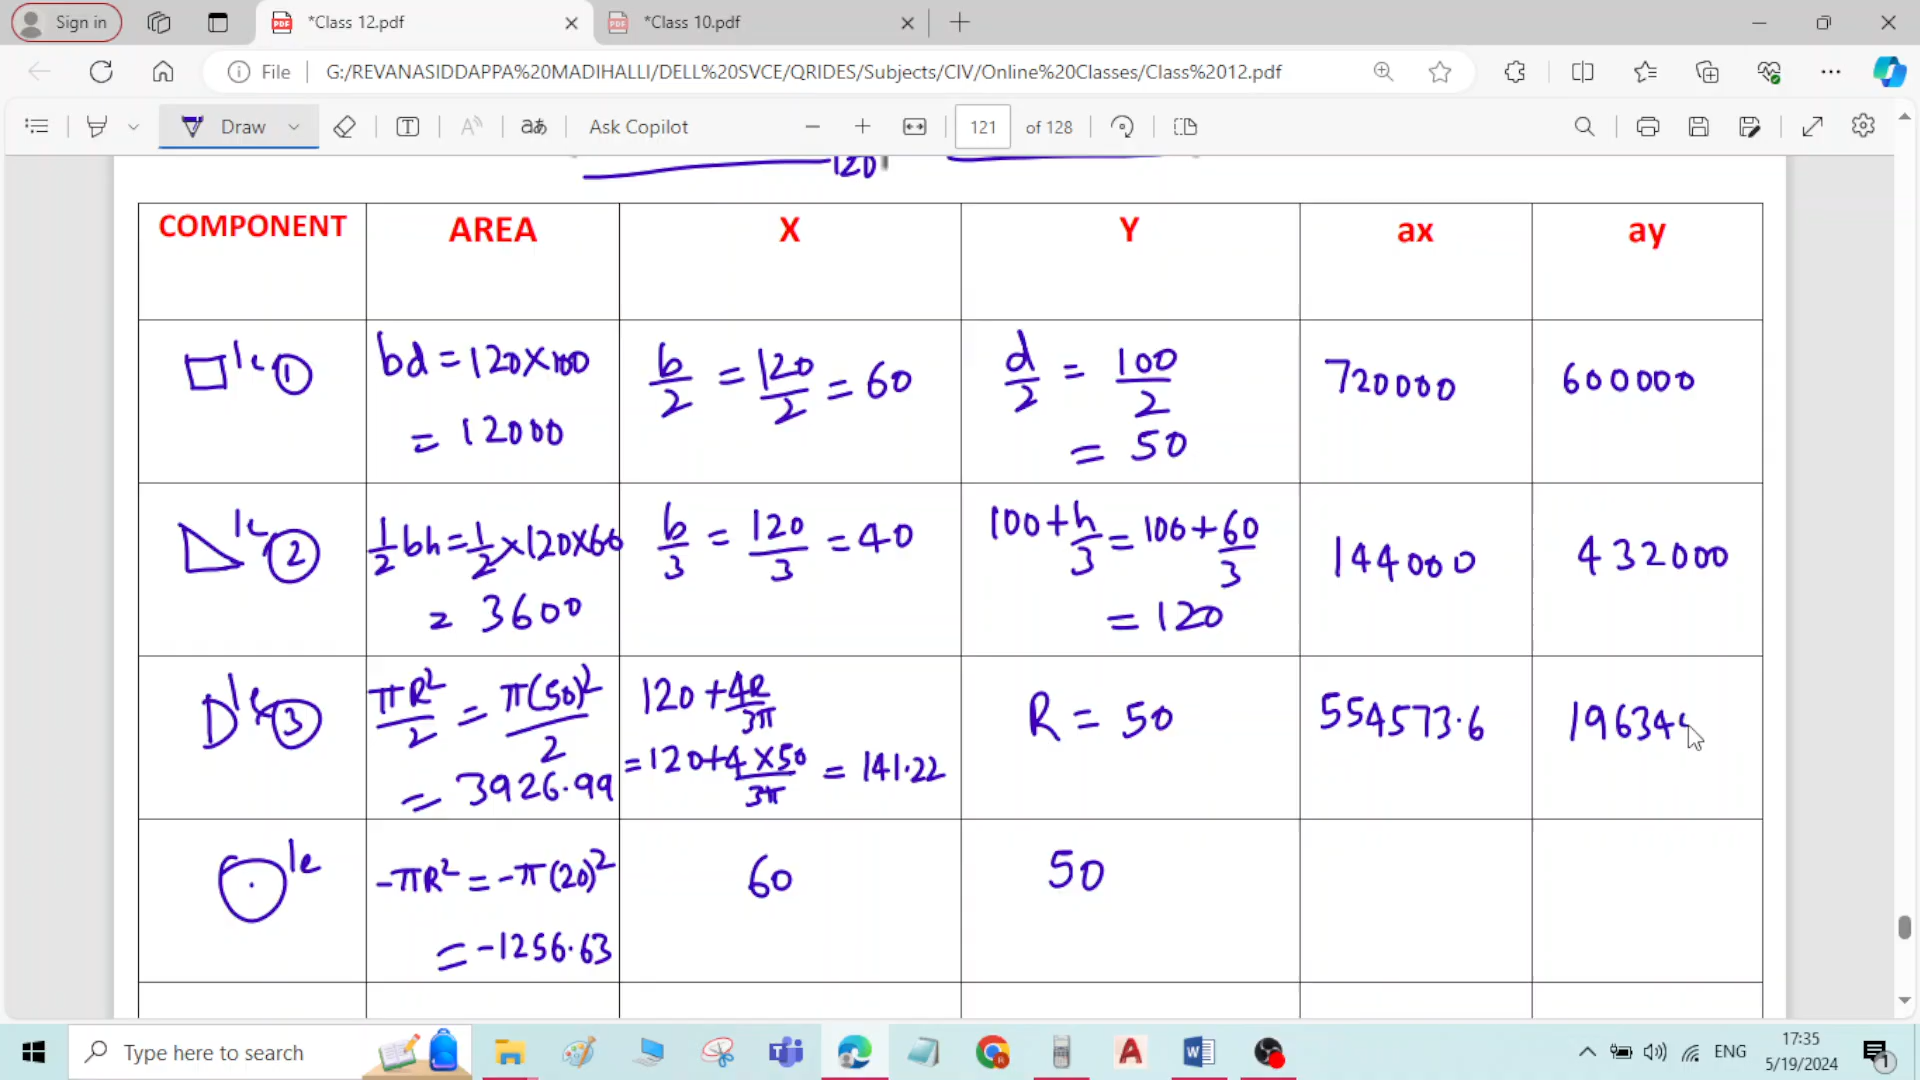 Sign in
*Class 12.pdf
*Class 10.pdf
File
G:/REVANASIDDAPPA%20MADIHALLI/DELL%20SVCE/QRIDES/Subjects/CIV/Online%20Classes/Class%2012.pdf
Draw
Ask Copilot
121 of 128
120
COMPONENT AREA X Y ax ay
1
bd = 120×100
= 12000
b/2 = 120/2 = 60
d/2 = 100/2
= 50
720000
600000
2
1/2 bh = 1/2 ×120×60
= 3600
b/3 = 120/3 = 40
100 + h/3 = 100 + 60/3
= 120
144000
432000
3
πR²/2 = π(50)²/2
= 3926.99
120 + 4R/3π
= 120 + 4×50/3π = 141.22
R = 50
554573.6
19634
-πR² = -π(20)²
= -1256.63
60
50
Type here to search
ENG
17:35
5/19/2024
1